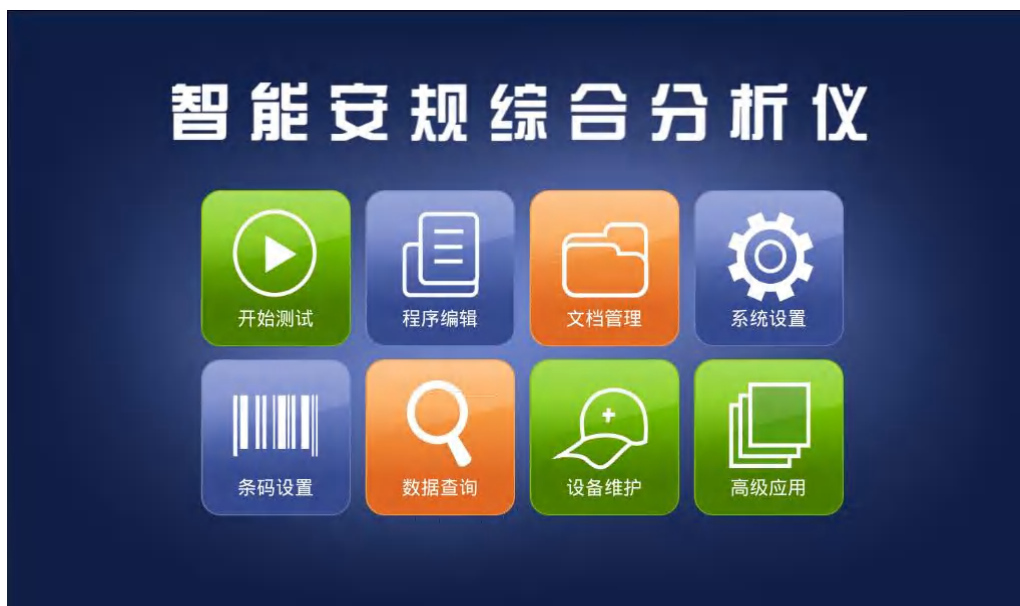 智能安规综合分析仪
开始测试
程序编辑
文档管理
系统设置
条码设置
数据查询
设备维护
高级应用